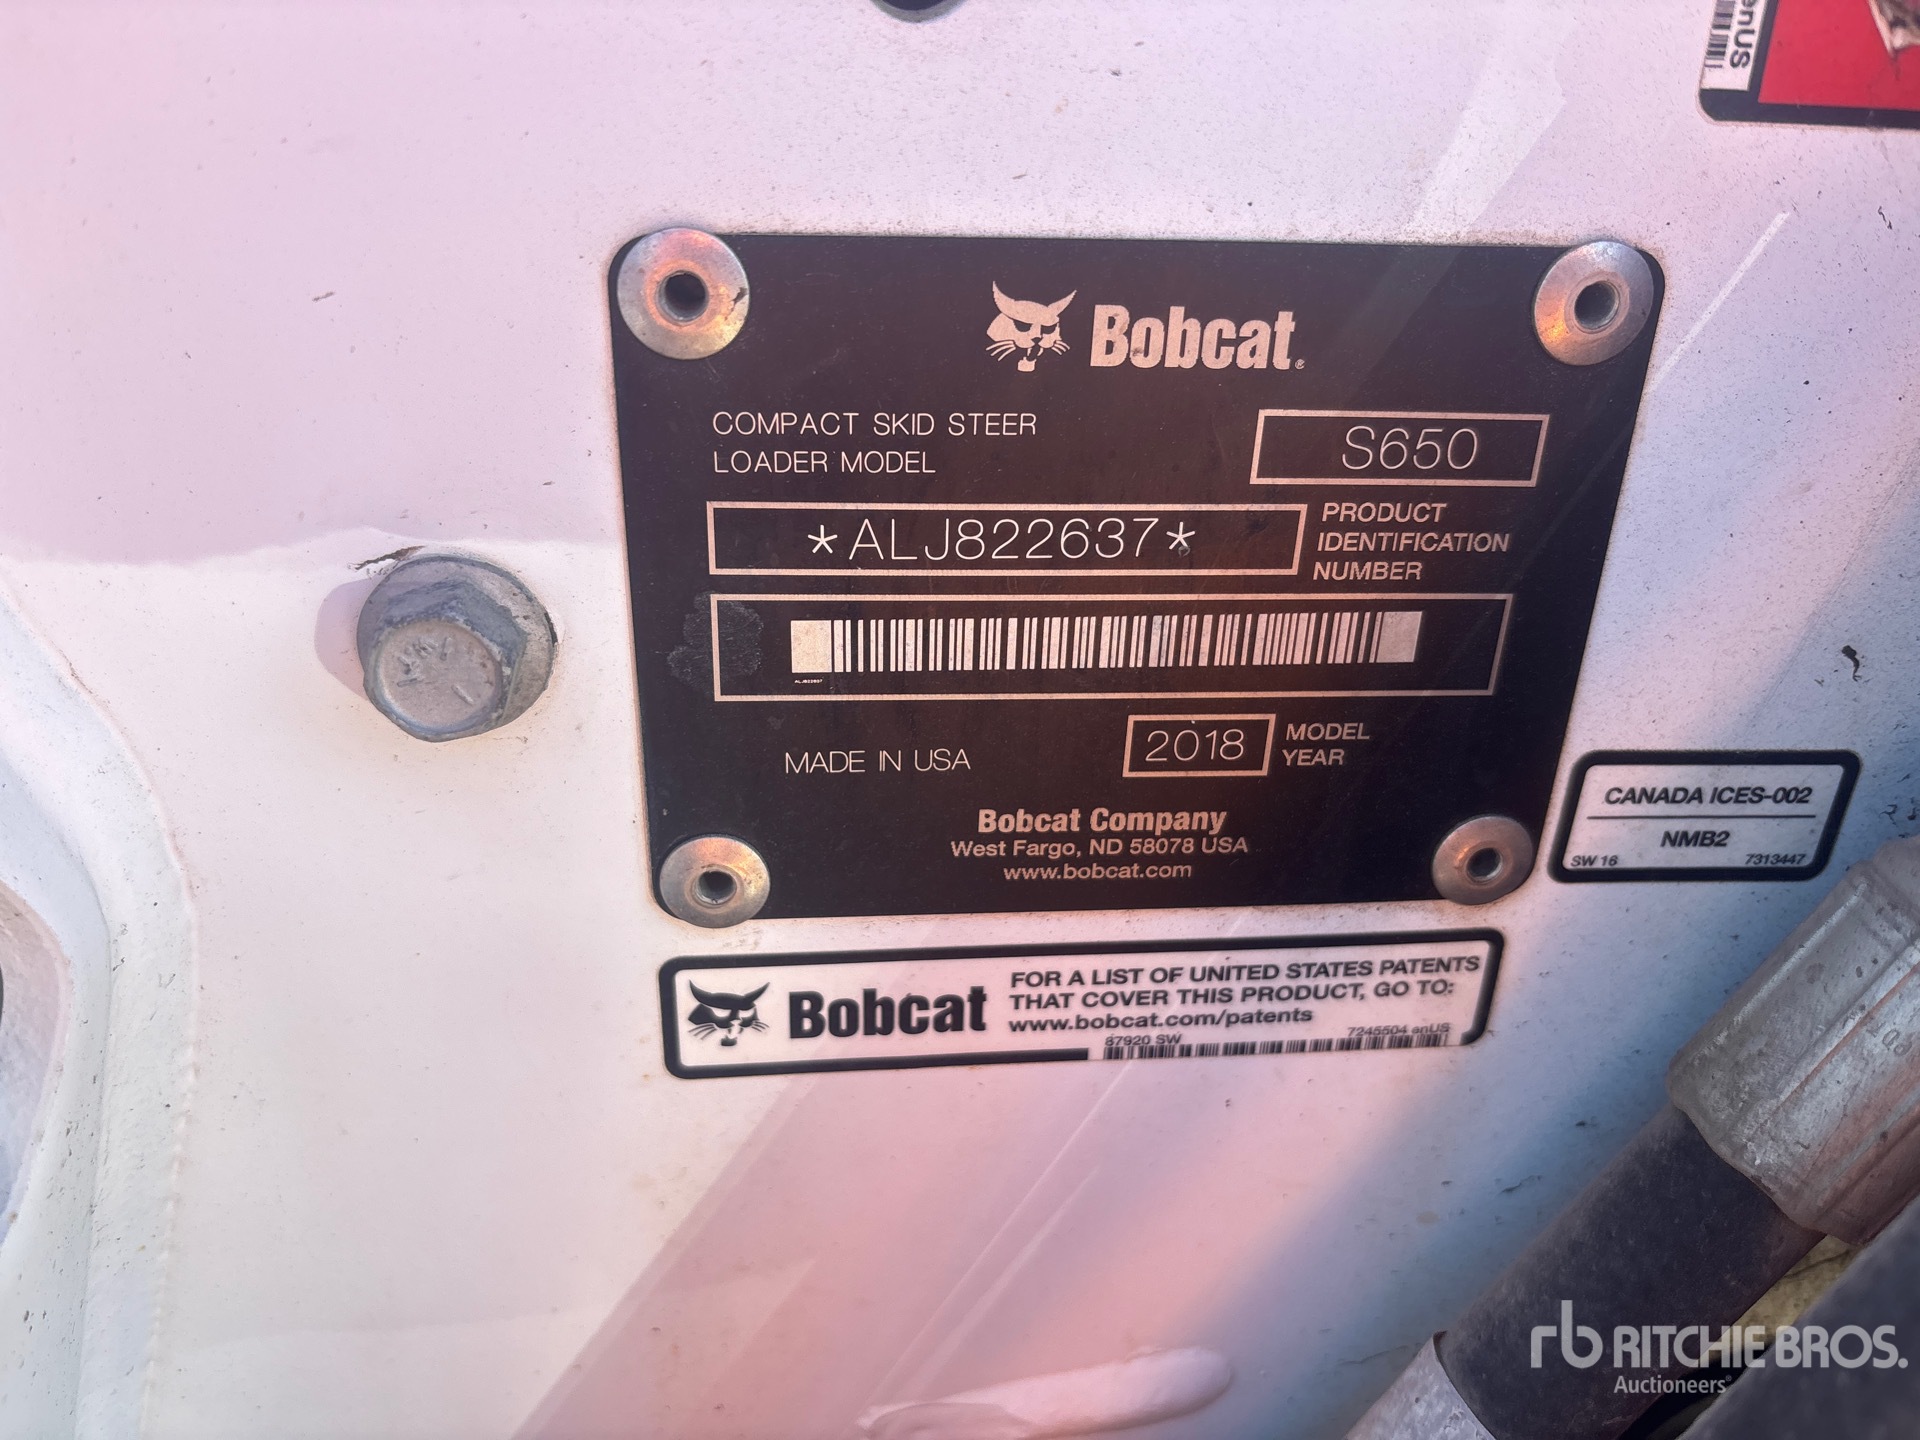 enUS
Bobcat®
COMPACT SKID STEER
LOADER MODEL
S650
*ALJ822637*
PRODUCT
IDENTIFICATION
NUMBER
ALJ822637
MADE IN USA
2018
MODEL
YEAR
Bobcat Company
West Fargo, ND 58078 USA
www.bobcat.com
CANADA ICES-002
NMB2
SW 16
7313447
Bobcat
FOR A LIST OF UNITED STATES PATENTS
THAT COVER THIS PRODUCT, GO TO:
www.bobcat.com/patents
87920 SW
7245504 enUS
rb RITCHIE BROS.
Auctioneers®